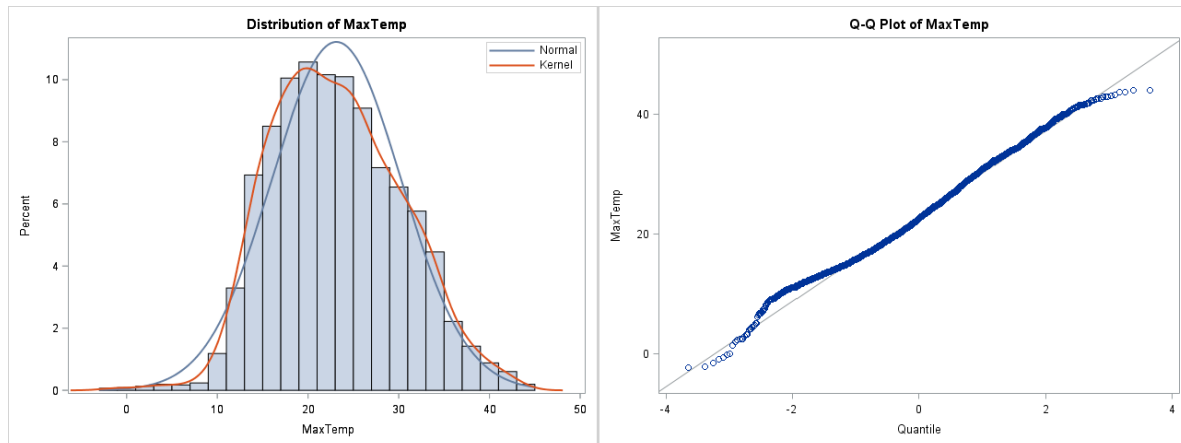 Distribution of MaxTemp
Normal
Kernel
10
8
6
4
2
0
Percent
0
10
20
30
40
50
MaxTemp
Q-Q Plot of MaxTemp
40
20
0
MaxTemp
-4
-2
0
2
4
Quantile